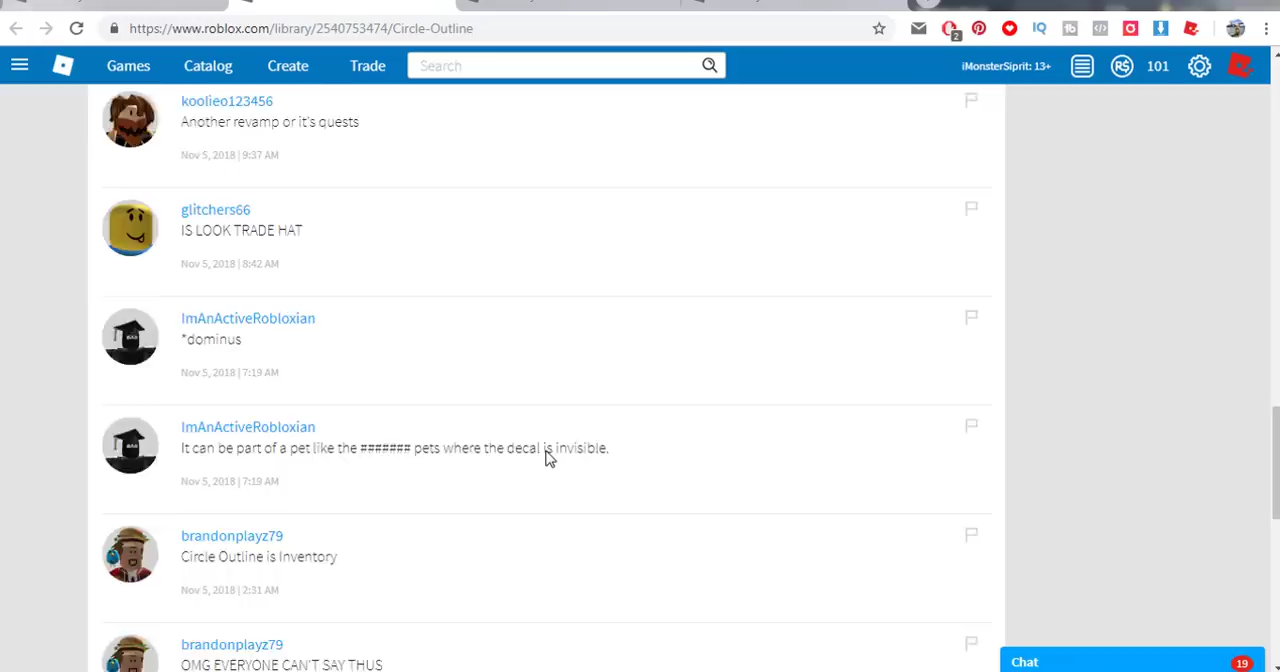 https://www.roblox.com/library/2540753474/Circle-Outline
2
Games Catalog Create Trade Search iMonsterSiprit: 13+ R$ 101
koolieo123456
Another revamp or it's quests
Nov 5, 2018 | 9:37 AM
glitchers66
IS LOOK TRADE HAT
Nov 5, 2018 | 8:42 AM
ImAnActiveRobloxian
*dominus
Nov 5, 2018 | 7:19 AM
ImAnActiveRobloxian
It can be part of a pet like the ####### pets where the decal is invisible.
Nov 5, 2018 | 7:19 AM
brandonplayz79
Circle Outline is Inventory
Nov 5, 2018 | 2:31 AM
brandonplayz79
OMG EVERYONE CAN'T SAY THUS
Chat 19